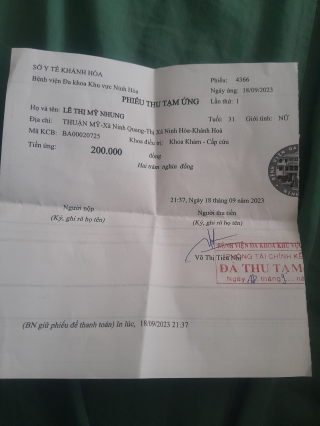 SỞ Y TẾ KHÁNH HÒA
Bệnh viện Đa khoa Khu vực Ninh Hòa
Phiếu: 4366
Ngày ứng: 18/09/2023
PHIẾU THU TẠM ỨNG
Lần thứ: 1
Họ và tên: LÊ THỊ MỸ NHUNG
Tuổi: 31 Giới tính: NỮ
Địa chỉ: THUẬN MỸ-Xã Ninh Quang-Thị Xã Ninh Hòa-Khánh Hoà
Mã KCB: BA00020725
Khoa điều trị: Khoa Khám - Cấp cứu
Tiền ứng: 200.000 đồng
Hai trăm nghìn đồng
21:37, Ngày 18 tháng 09 năm 2023
Người nộp
Người thu tiền
(Ký, ghi rõ họ tên)
(Ký, ghi rõ họ tên)
BỆNH VIỆN ĐA KHOA KHU VỰC
Võ Thị
TÀI CHÍNH KẾ
ĐÃ THU TẠM
Ngày tháng
(BN giữ phiếu để thanh toán) In lúc, 18/09/2023 21:37